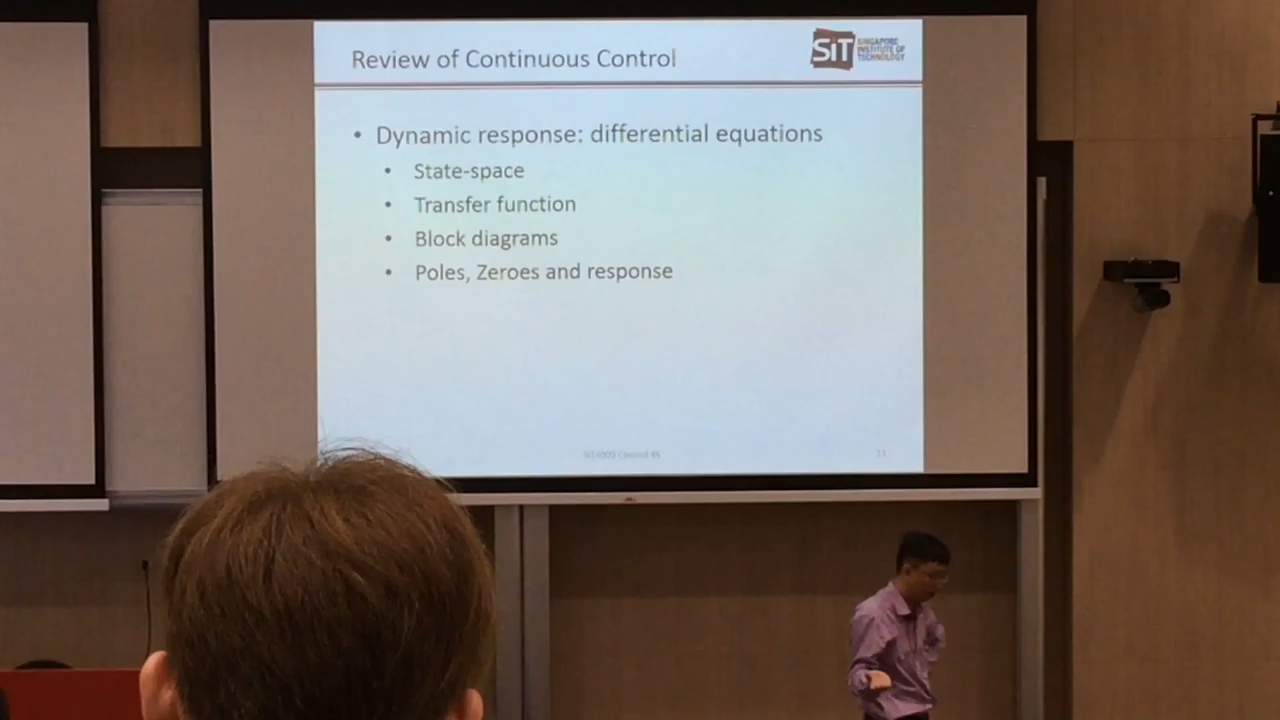 Review of Continuous Control
SiT
SINGAPORE
INSTITUTE OF
TECHNOLOGY
• Dynamic response: differential equations
• State-space
• Transfer function
• Block diagrams
• Poles, Zeroes and response